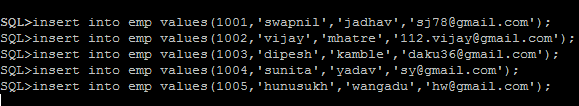 SQL>insert into emp values(1001,'swapnil','jadhav','sj78@gmail.com');
SQL>insert into emp values(1002,'vijay','mhatre','112.vijay@gmail.com');
SQL>insert into emp values(1003,'dipesh','kamble','daku36@gmail.com');
SQL>insert into emp values(1004,'sunita','yadav','sy@gmail.com');
SQL>insert into emp values(1005,'hunusukh','wangadu','hw@gmail.com');